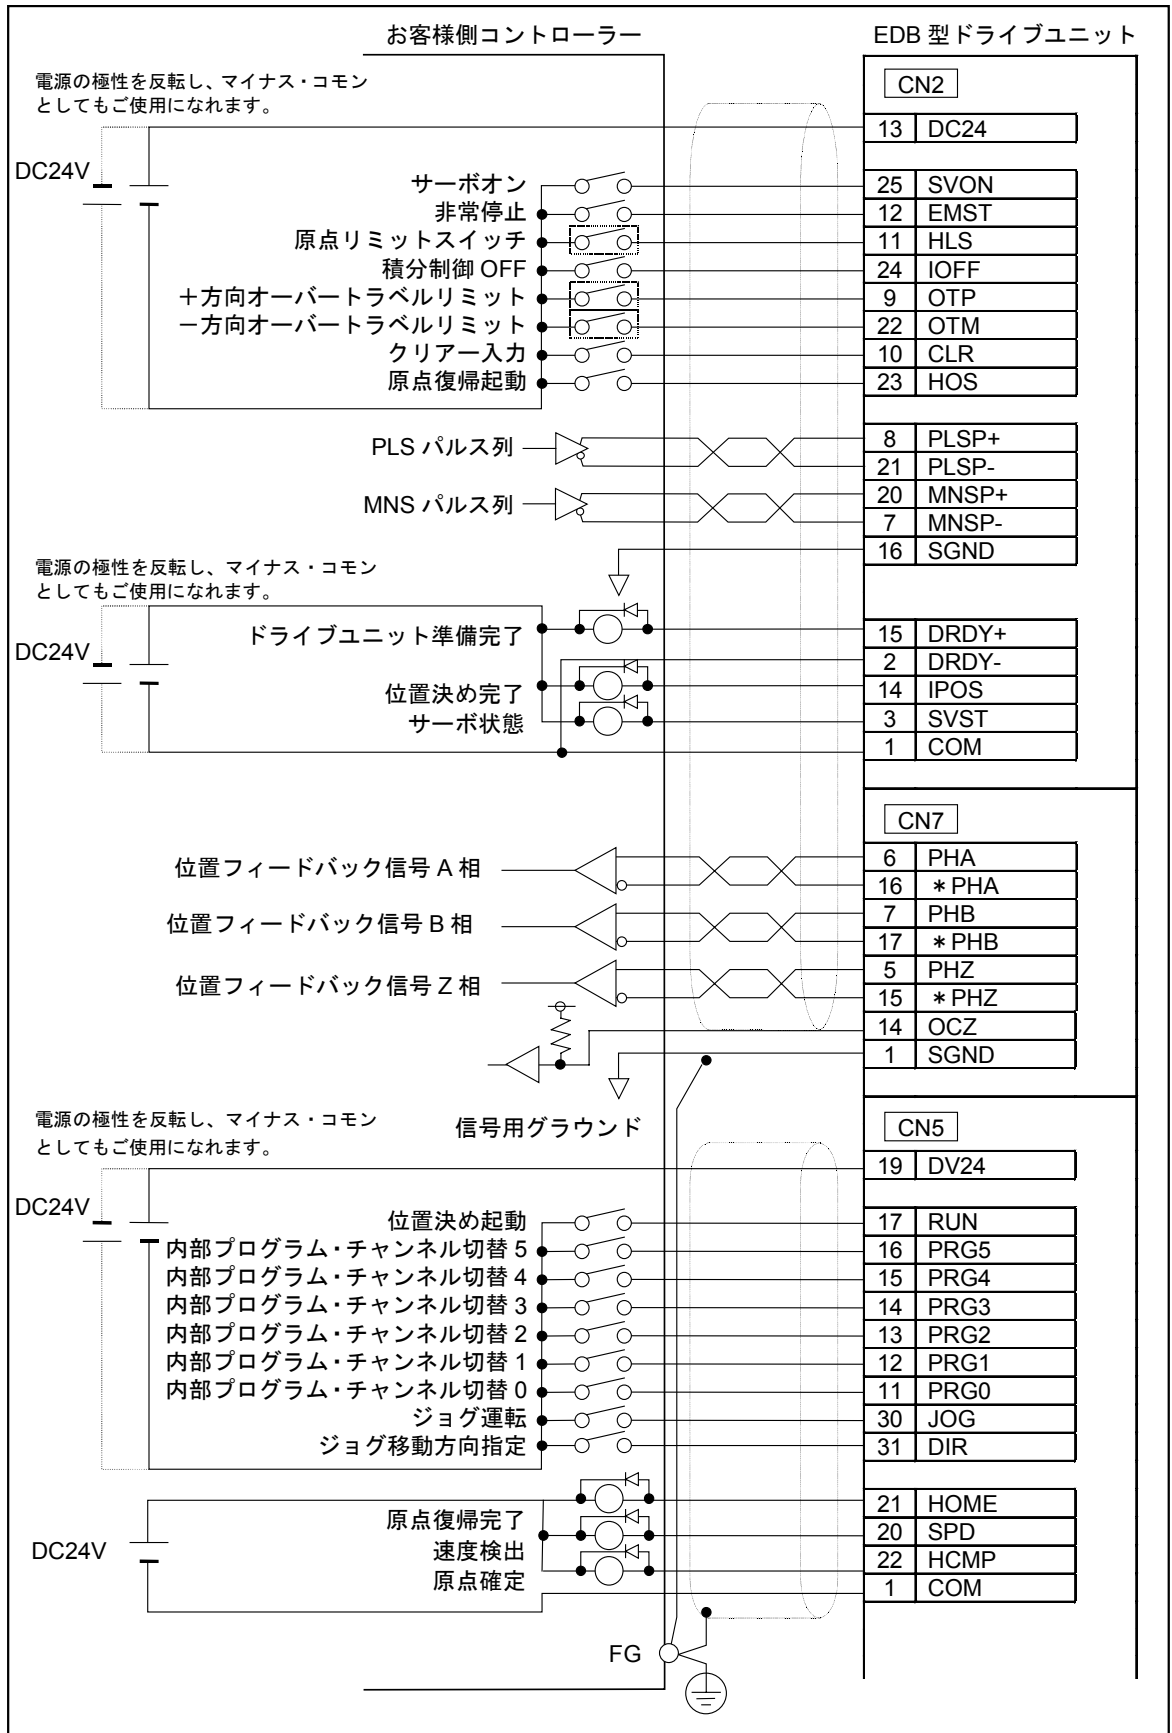 お客様側コントローラー
EDB 型ドライブユニット
電源の極性を反転し、マイナス・コモン
としてもご使用になれます。
CN2
13 DC24
DC24V
サーボオン 25 SVON
非常停止 12 EMST
原点リミットスイッチ 11 HLS
積分制御 OFF 24 IOFF
＋方向オーバートラベルリミット 9 OTP
－方向オーバートラベルリミット 22 OTM
クリアー入力 10 CLR
原点復帰起動 23 HOS
PLS パルス列
8 PLSP+
21 PLSP-
MNS パルス列
20 MNSP+
7 MNSP-
16 SGND
電源の極性を反転し、マイナス・コモン
としてもご使用になれます。
DC24V
ドライブユニット準備完了 15 DRDY+
2 DRDY-
位置決め完了 14 IPOS
サーボ状態 3 SVST
1 COM
CN7
位置フィードバック信号 A 相
6 PHA
16 ＊PHA
位置フィードバック信号 B 相
7 PHB
17 ＊PHB
位置フィードバック信号 Z 相
5 PHZ
15 ＊PHZ
14 OCZ
1 SGND
信号用グラウンド
電源の極性を反転し、マイナス・コモン
としてもご使用になれます。
CN5
19 DV24
DC24V
位置決め起動 17 RUN
内部プログラム・チャンネル切替 5 16 PRG5
内部プログラム・チャンネル切替 4 15 PRG4
内部プログラム・チャンネル切替 3 14 PRG3
内部プログラム・チャンネル切替 2 13 PRG2
内部プログラム・チャンネル切替 1 12 PRG1
内部プログラム・チャンネル切替 0 11 PRG0
ジョグ運転 30 JOG
ジョグ移動方向指定 31 DIR
DC24V
原点復帰完了 21 HOME
速度検出 20 SPD
原点確定 22 HCMP
1 COM
FG